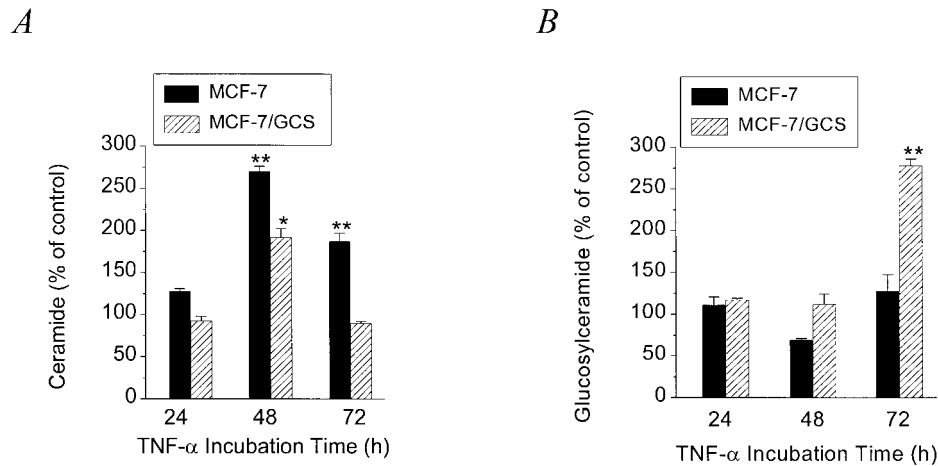 A
MCF-7
MCF-7/GCS
Ceramide (% of control)
300
250
200
150
100
50
0
**
*
**
24 48 72
TNF-α Incubation Time (h)
B
MCF-7
MCF-7/GCS
Glucosylceramide (% of control)
300
250
200
150
100
50
0
**
24 48 72
TNF-α Incubation Time (h)